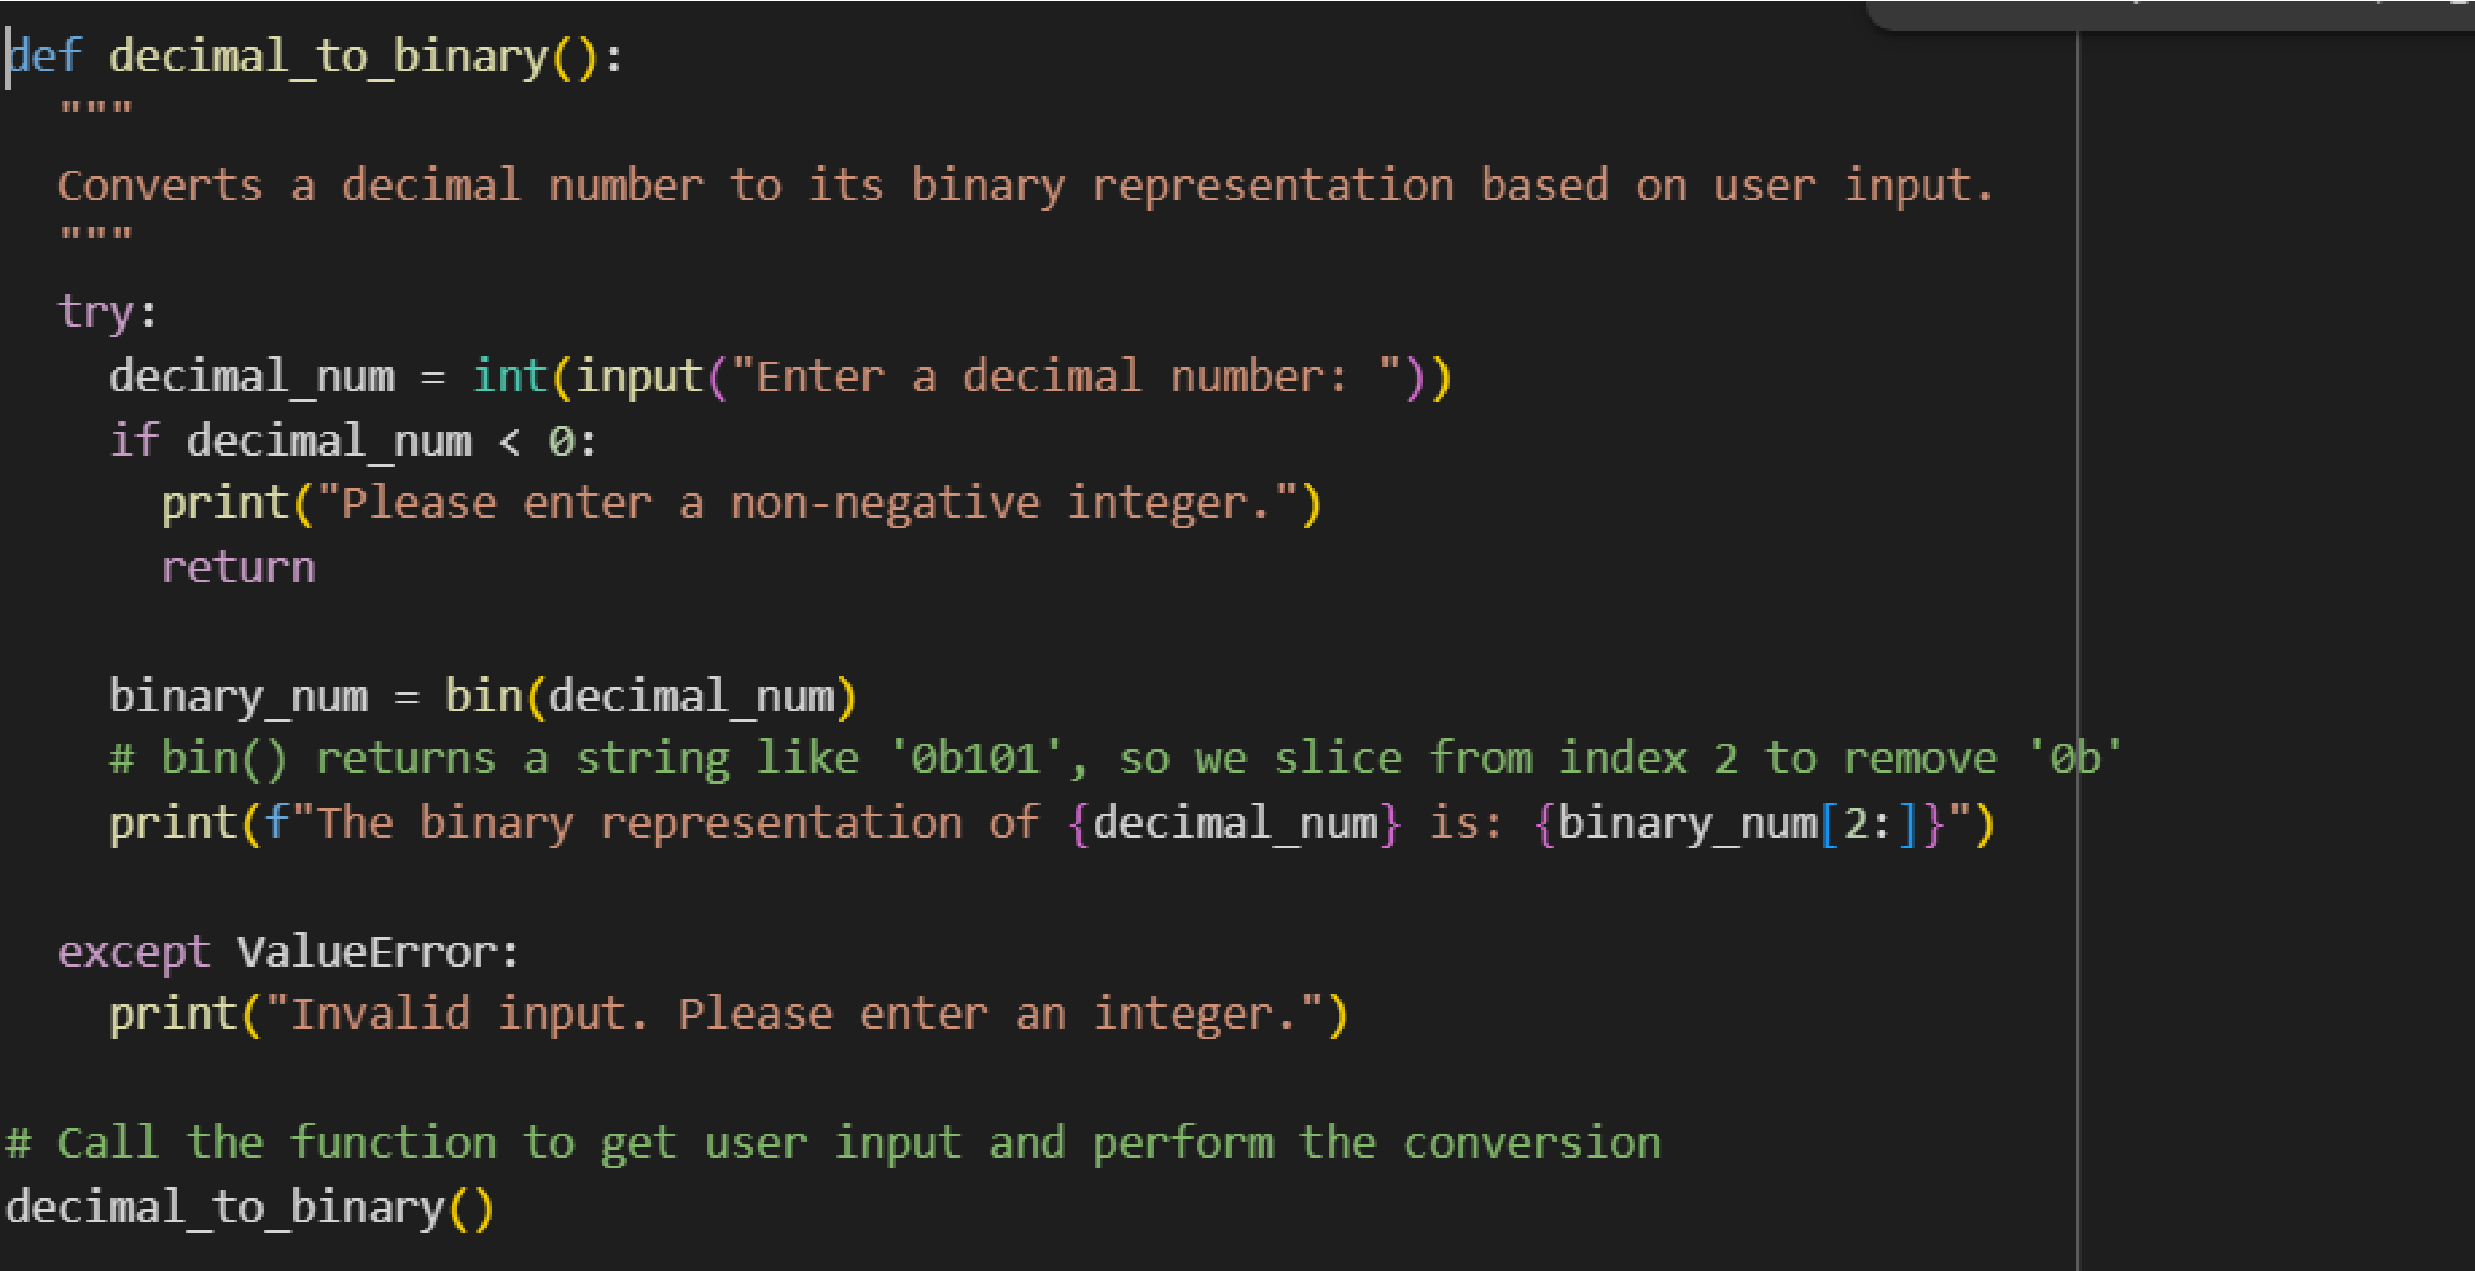 def decimal_to_binary():
  """
  Converts a decimal number to its binary representation based on user input.
  """
  try:
    decimal_num = int(input("Enter a decimal number: "))
    if decimal_num < 0:
      print("Please enter a non-negative integer.")
      return
    binary_num = bin(decimal_num)
    # bin() returns a string like '0b101', so we slice from index 2 to remove '0b'
    print(f"The binary representation of {decimal_num} is: {binary_num[2:]}")
  except ValueError:
    print("Invalid input. Please enter an integer.")
# Call the function to get user input and perform the conversion
decimal_to_binary()